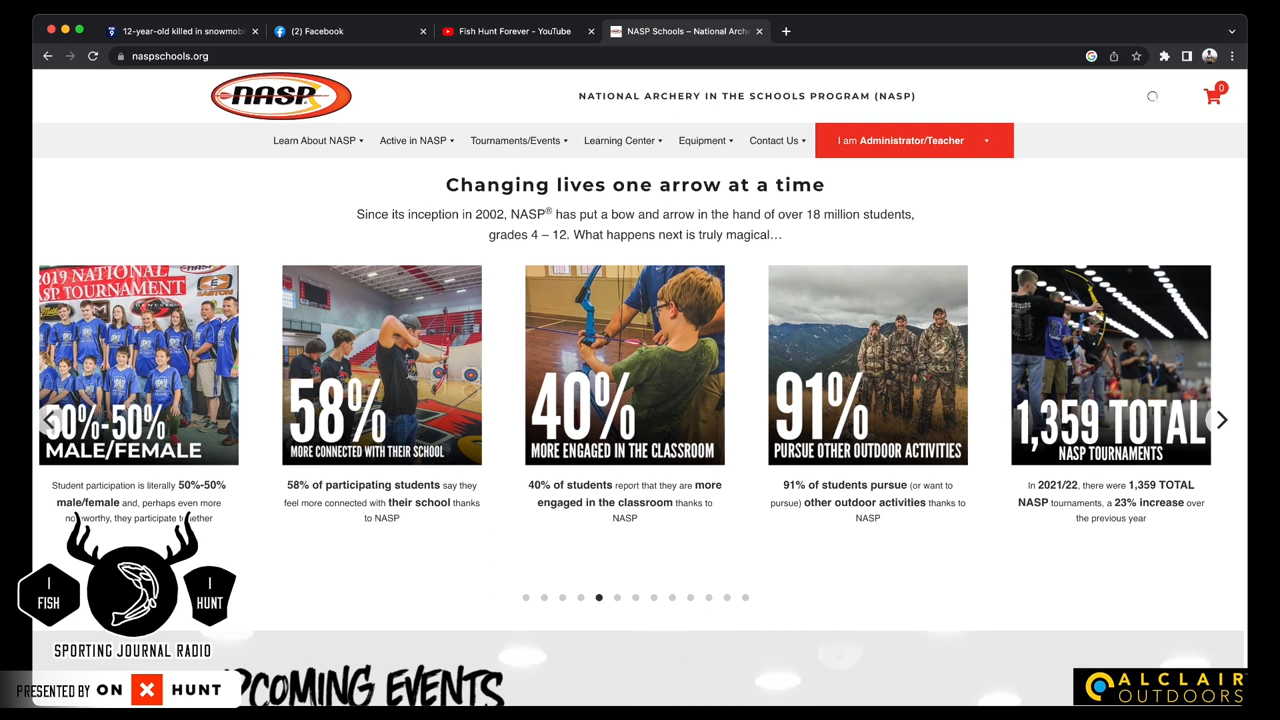 12-year-old killed in snowmob
(2) Facebook
Fish Hunt Forever - YouTube
NASP Schools – National Arche
naspschools.org
NASP
NATIONAL ARCHERY IN THE SCHOOLS PROGRAM (NASP)
0
Learn About NASP
Active in NASP
Tournaments/Events
Learning Center
Equipment
Contact Us
I am Administrator/Teacher
Changing lives one arrow at a time
Since its inception in 2002, NASP® has put a bow and arrow in the hand of over 18 million students,
grades 4 – 12. What happens next is truly magical…
2019 NATIONAL
SP TOURNAMENT
GENESIS
EASTON
50%-50%
MALE/FEMALE
Student participation is literally 50%-50%
male/female and, perhaps even more
noteworthy, they participate together
58%
MORE CONNECTED WITH THEIR SCHOOL
58% of participating students say they
feel more connected with their school thanks
to NASP
40%
MORE ENGAGED IN THE CLASSROOM
40% of students report that they are more
engaged in the classroom thanks to
NASP
91%
PURSUE OTHER OUTDOOR ACTIVITIES
91% of students pursue (or want to
pursue) other outdoor activities thanks to
NASP
1,359 TOTAL
NASP TOURNAMENTS
In 2021/22, there were 1,359 TOTAL
NASP tournaments, a 23% increase over
the previous year
I
FISH
I
HUNT
SPORTING JOURNAL RADIO
PRESENTED BY ON X HUNT
UPCOMING EVENTS
ALCLAIR
OUTDOORS